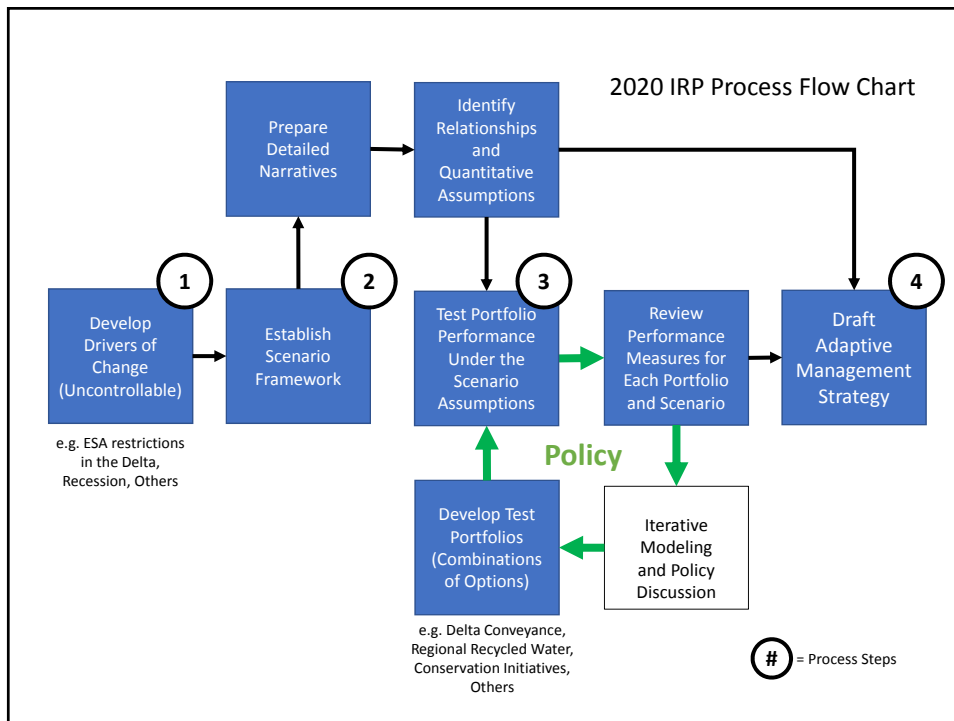 2020 IRP Process Flow Chart
Prepare
Detailed
Narratives
Identify
Relationships
and
Quantitative
Assumptions
1
Develop
Drivers of
Change
(Uncontrollable)
e.g. ESA restrictions
in the Delta,
Recession, Others
2
Establish
Scenario
Framework
3
Test Portfolio
Performance
Under the
Scenario
Assumptions
Review
Performance
Measures for
Each Portfolio
and Scenario
4
Draft
Adaptive
Management
Strategy
Policy
Develop Test
Portfolios
(Combinations
of Options)
e.g. Delta Conveyance,
Regional Recycled Water,
Conservation Initiatives,
Others
Iterative
Modeling
and Policy
Discussion
# = Process Steps